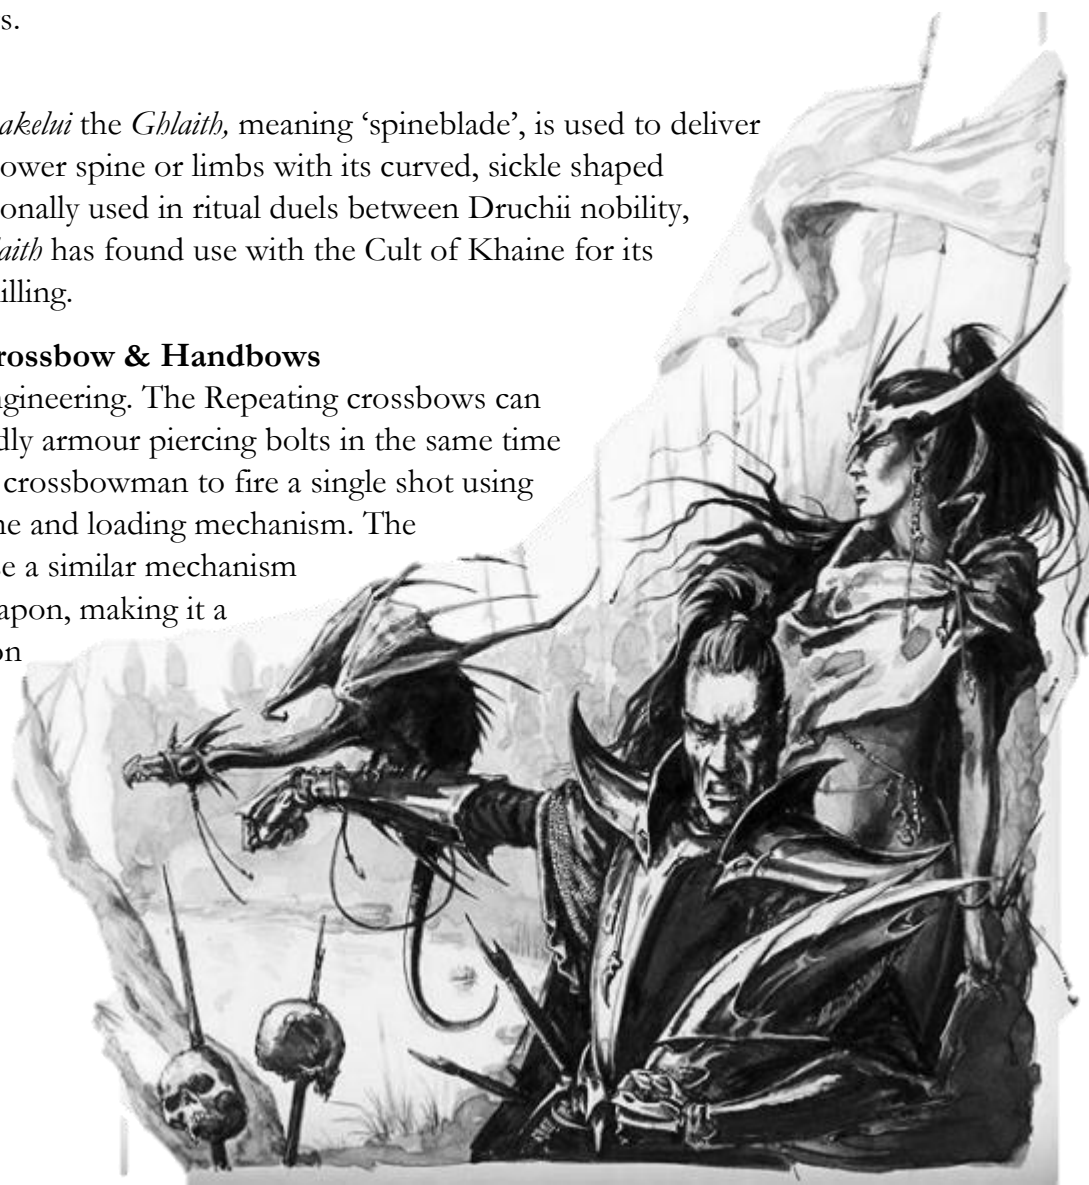 s.
akelui the Ghlaith, meaning ‘spineblade’, is used to deliver
ower spine or limbs with its curved, sickle shaped
onally used in ritual duels between Druchii nobility,
laith has found use with the Cult of Khaine for its
illing.
rossbow & Handbows
ngineering. The Repeating crossbows can
dly armour piercing bolts in the same time
crossbowman to fire a single shot using
ne and loading mechanism. The
e a similar mechanism
apon, making it a
on